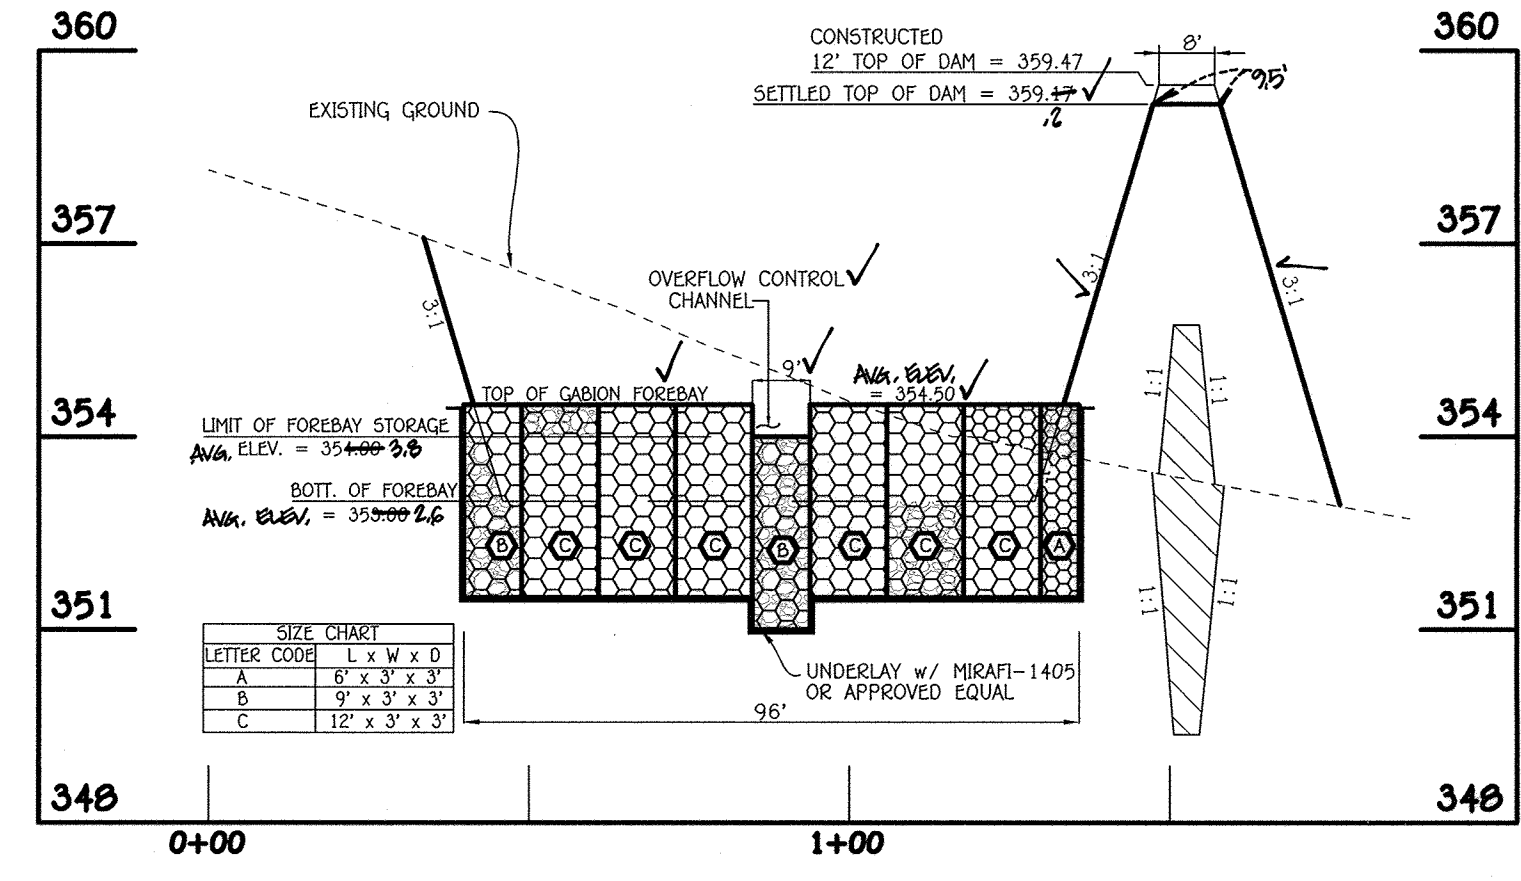 360
360
CONSTRUCTED
12' TOP OF DAM = 359.47
8'
9.5'
SETTLED TOP OF DAM = 359.17
.2
EXISTING GROUND
357
357
OVERFLOW CONTROL
CHANNEL
3:1
3:1
3:1
9'
AVG. ELEV.
= 354.50
TOP OF GABION FOREBAY
1:1
1:1
354
354
LIMIT OF FOREBAY STORAGE
AVG. ELEV. = 354.00 3.8
BOTT. OF FOREBAY
AVG. ELEV. = 353.00 2.6
B
C
C
C
B
C
C
C
A
1:1
1:1
351
351
SIZE CHART
LETTER CODE L x W x D
A 6' x 3' x 3'
B 9' x 3' x 3'
C 12' x 3' x 3'
UNDERLAY w/ MIRAFI-1405
OR APPROVED EQUAL
96'
348
348
0+00
1+00